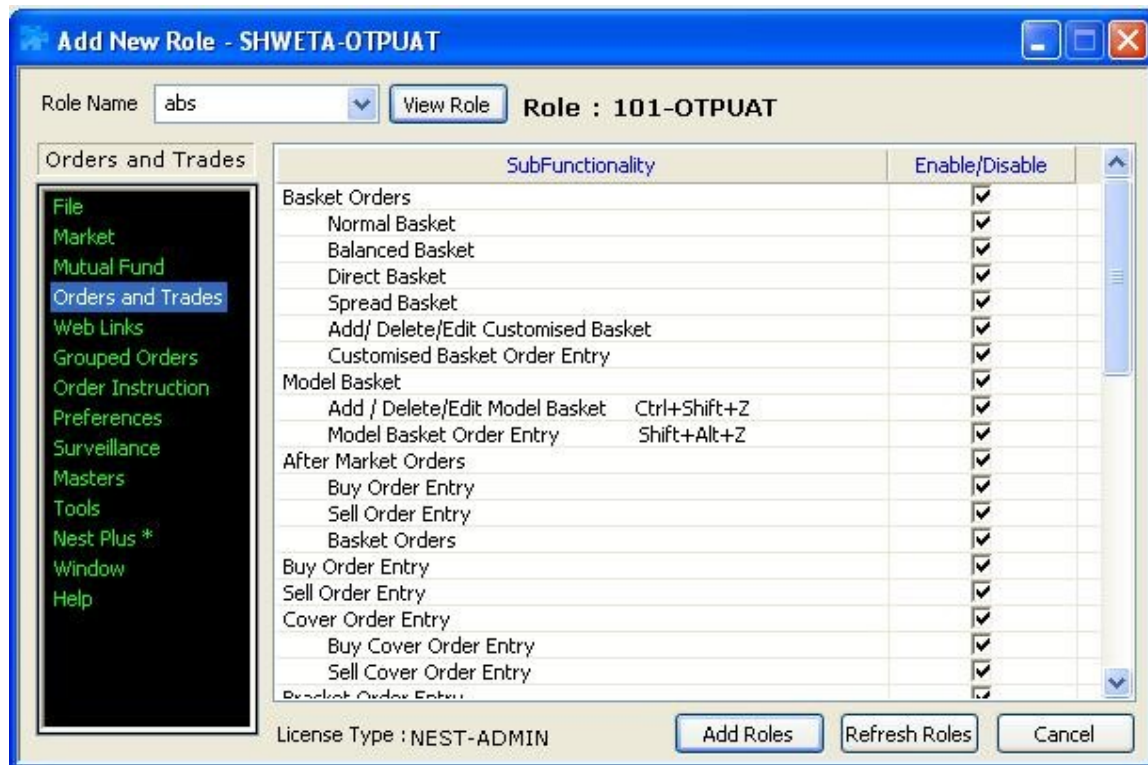 Add New Role - SHWETA-OTPUAT
Role Name abs View Role Role : 101-OTPUAT
Orders and Trades
File
Market
Mutual Fund
Orders and Trades
Web Links
Grouped Orders
Order Instruction
Preferences
Surveillance
Masters
Tools
Nest Plus *
Window
Help
SubFunctionality Enable/Disable
Basket Orders
Normal Basket
Balanced Basket
Direct Basket
Spread Basket
Add/ Delete/Edit Customised Basket
Customised Basket Order Entry
Model Basket
Add / Delete/Edit Model Basket Ctrl+Shift+Z
Model Basket Order Entry Shift+Alt+Z
After Market Orders
Buy Order Entry
Sell Order Entry
Basket Orders
Buy Order Entry
Sell Order Entry
Cover Order Entry
Buy Cover Order Entry
Sell Cover Order Entry
Bracket Order Entry
License Type : NEST-ADMIN Add Roles Refresh Roles Cancel